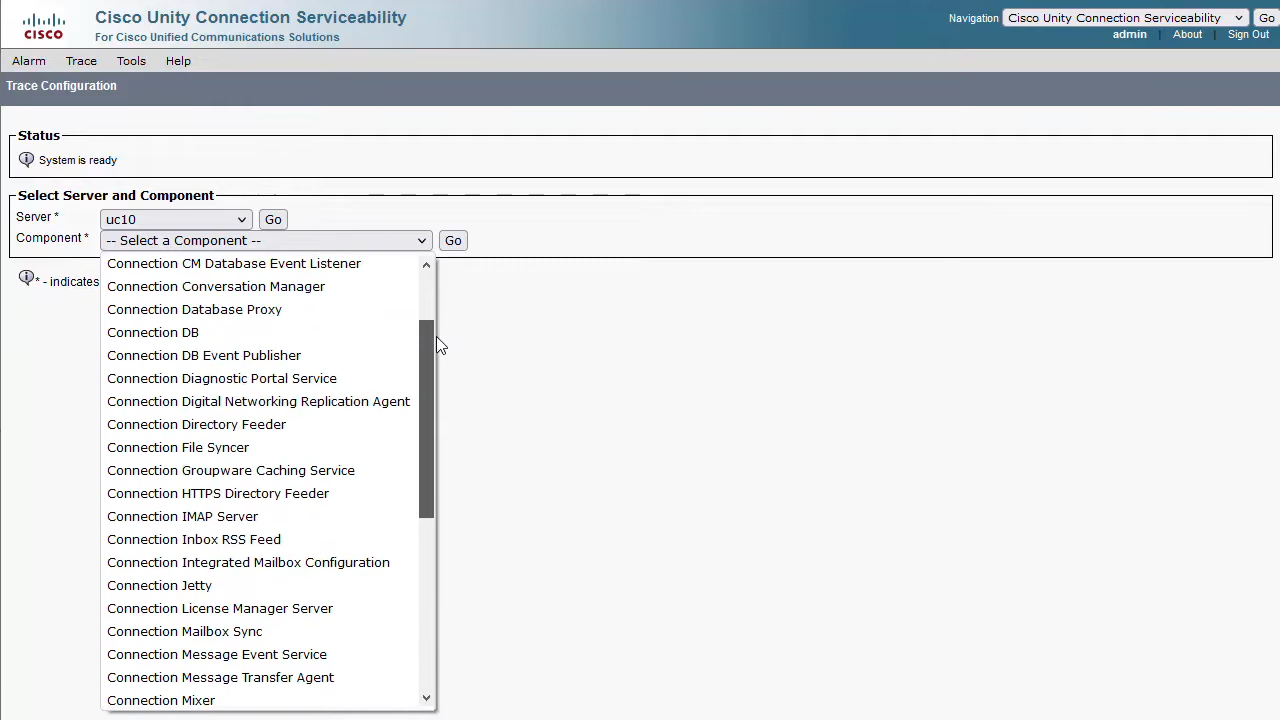 CISCO
Cisco Unity Connection Serviceability
For Cisco Unified Communications Solutions
Navigation Cisco Unity Connection Serviceability Go
admin | About | Sign Out
Alarm Trace Tools Help
Trace Configuration
Status
System is ready
Select Server and Component
Server * uc10 Go
Component * -- Select a Component -- Go
* - indicates
Connection CM Database Event Listener
Connection Conversation Manager
Connection Database Proxy
Connection DB
Connection DB Event Publisher
Connection Diagnostic Portal Service
Connection Digital Networking Replication Agent
Connection Directory Feeder
Connection File Syncer
Connection Groupware Caching Service
Connection HTTPS Directory Feeder
Connection IMAP Server
Connection Inbox RSS Feed
Connection Integrated Mailbox Configuration
Connection Jetty
Connection License Manager Server
Connection Mailbox Sync
Connection Message Event Service
Connection Message Transfer Agent
Connection Mixer